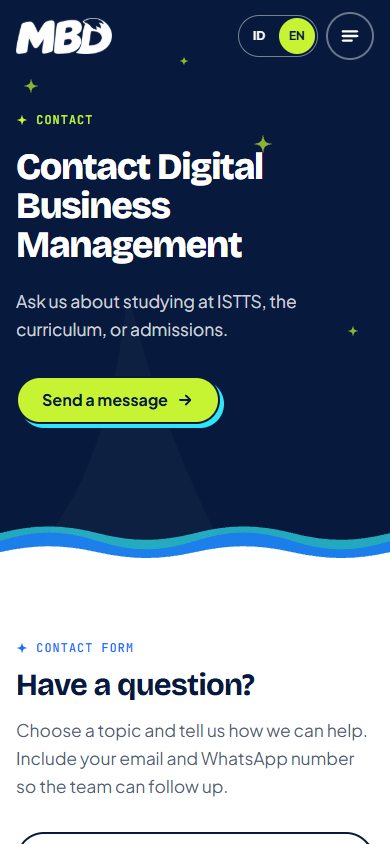 MBD
ID EN
CONTACT
Contact Digital
Business
Management
Ask us about studying at ISTTS, the
curriculum, or admissions.
Send a message
CONTACT FORM
Have a question?
Choose a topic and tell us how we can help.
Include your email and WhatsApp number
so the team can follow up.